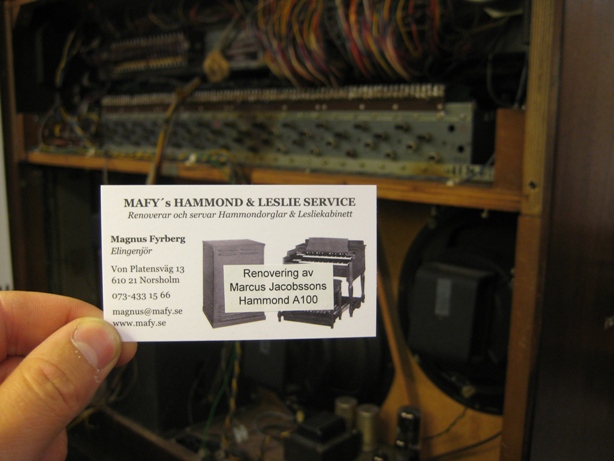 MAFY´s HAMMOND & LESLIE SERVICE
Renoverar och servar Hammondorglar & Lesliekabinett
Magnus Fyrberg
Elingenjör
Von Platensväg 13
610 21 Norsholm
073-433 15 66
magnus@mafy.se
www.mafy.se
Renovering av
Marcus Jacobssons
Hammond A100